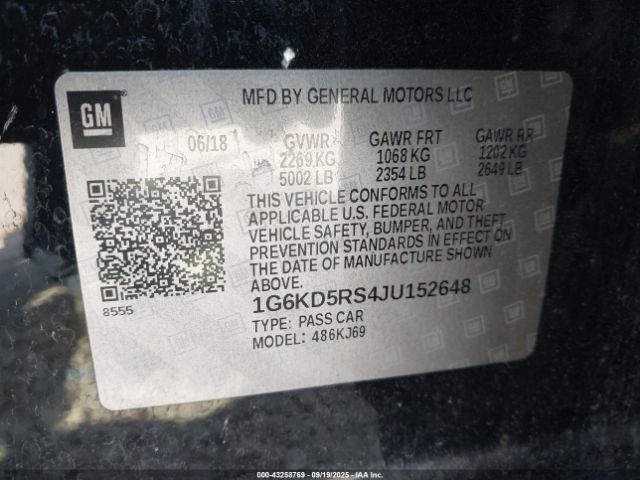 GM
MFD BY GENERAL MOTORS LLC
06/18 GVWR GAWR FRT GAWR RR
2269 KG 1068 KG 1202 KG
5002 LB 2354 LB 2649 LB
THIS VEHICLE CONFORMS TO ALL
APPLICABLE U.S. FEDERAL MOTOR
VEHICLE SAFETY, BUMPER, AND THEFT
PREVENTION STANDARDS IN EFFECT ON
THE DATE OF MANUFACTURE SHOWN
ABOVE.
8555
1G6KD5RS4JU152648
TYPE: PASS CAR
MODEL: 486KJ69
000-43258769 - 09/19/2025 - IAA Inc.